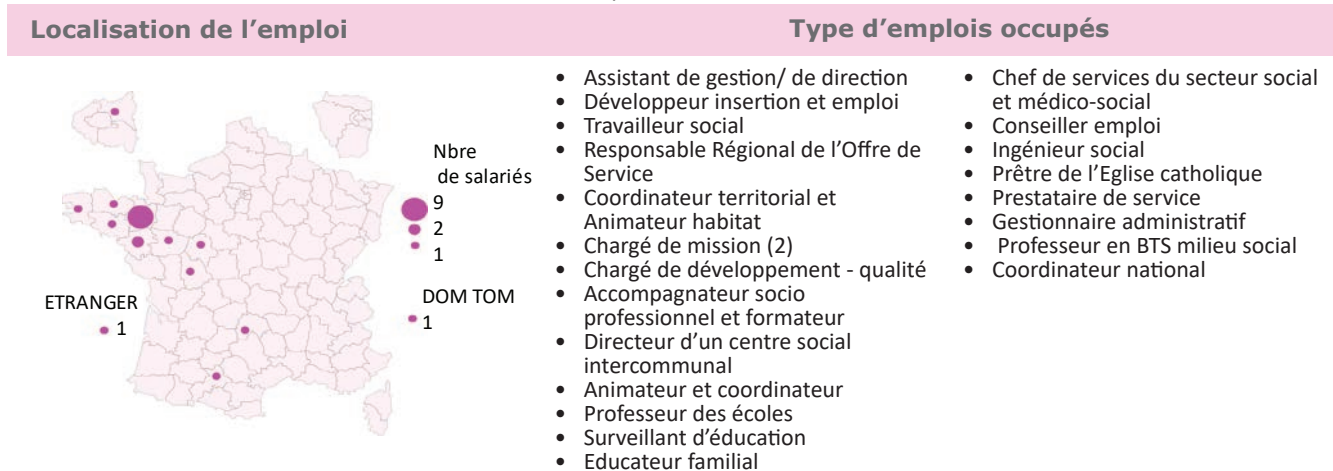 Localisation de l’emploi
Type d’emplois occupés
Nbre
de salariés
9
2
1
ETRANGER
1
DOM TOM
1
• Assistant de gestion/ de direction
• Développeur insertion et emploi
• Travailleur social
• Responsable Régional de l’Offre de
Service
• Coordinateur territorial et
Animateur habitat
• Chargé de mission (2)
• Chargé de développement - qualité
• Accompagnateur socio
professionnel et formateur
• Directeur d’un centre social
intercommunal
• Animateur et coordinateur
• Professeur des écoles
• Surveillant d’éducation
• Educateur familial
• Chef de services du secteur social
et médico-social
• Conseiller emploi
• Ingénieur social
• Prêtre de l’Eglise catholique
• Prestataire de service
• Gestionnaire administratif
• Professeur en BTS milieu social
• Coordinateur national